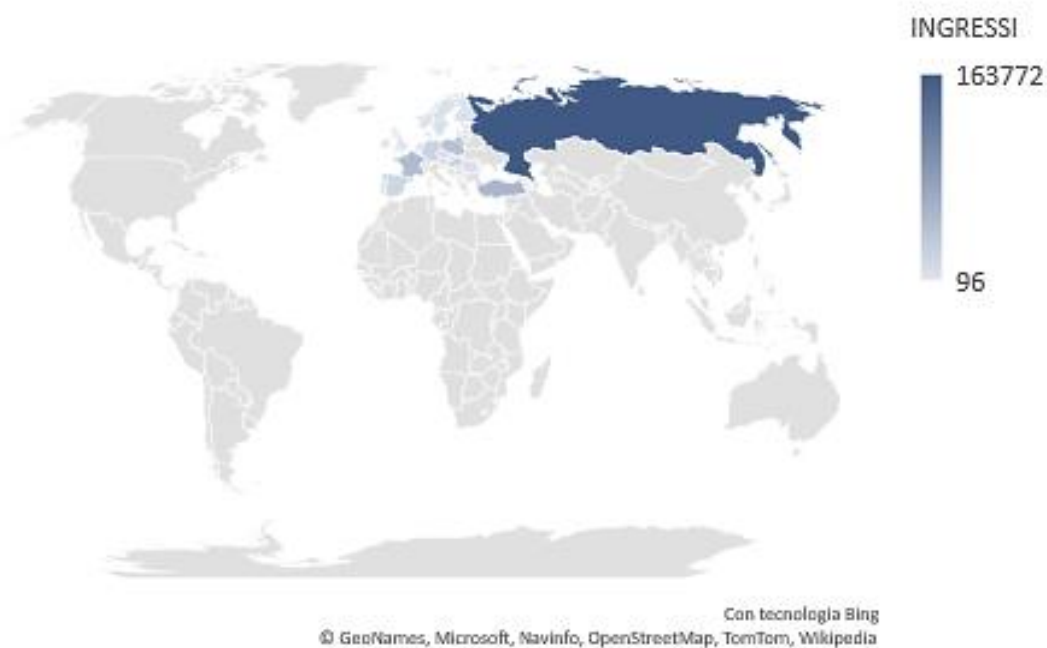 INGRESSI
163772
96
Con tecnologia Bing
© GeoNames, Microsoft, Navinfo, OpenStreetMap, TomTom, Wikipedia